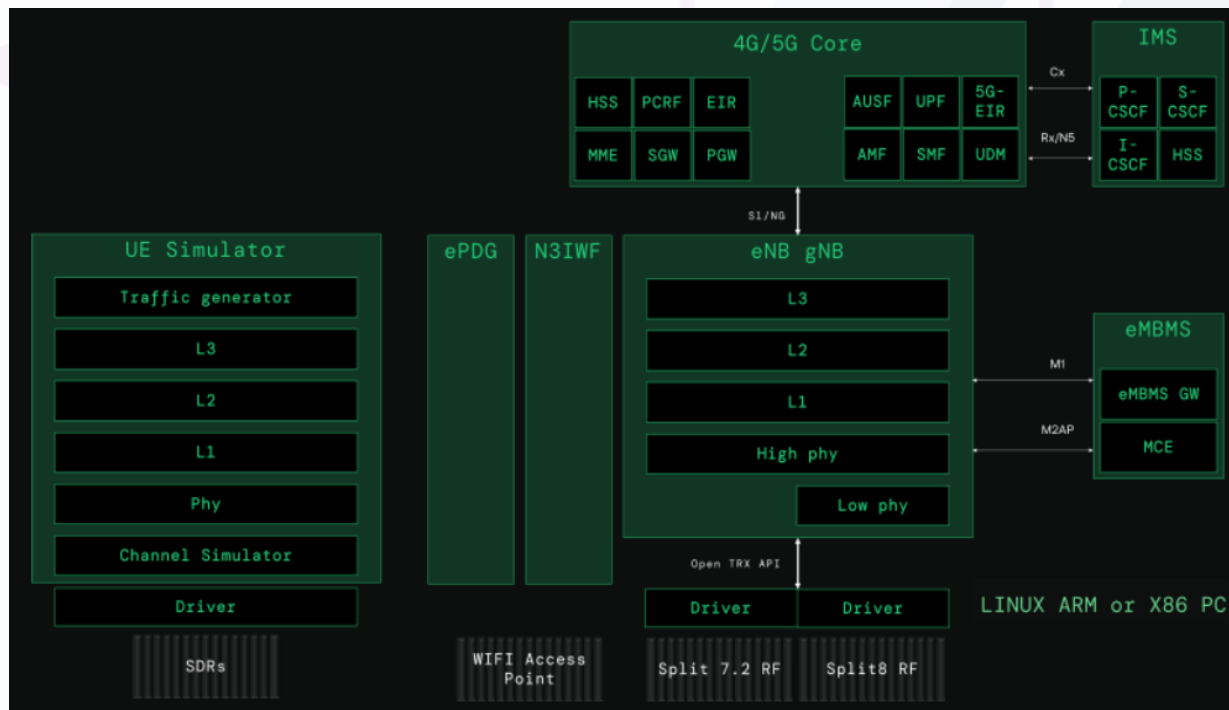 4G/5G Core
HSS PCRF EIR
MME SGW PGW
AUSF UPF 5G-
EIR
AMF SMF UDM
Cx
Rx/N5
IMS
P-
CSCF
S-
CSCF
I-
CSCF
HSS
S1/NG
UE Simulator
Traffic generator
L3
L2
L1
Phy
Channel Simulator
Driver
SDRs
ePDG
N3IWF
WIFI Access
Point
eNB gNB
L3
L2
L1
High phy
Low phy
Open TRX API
Driver
Driver
Split 7.2 RF
Split8 RF
M1
M2AP
eMBMS
eMBMS GW
MCE
LINUX ARM or X86 PC